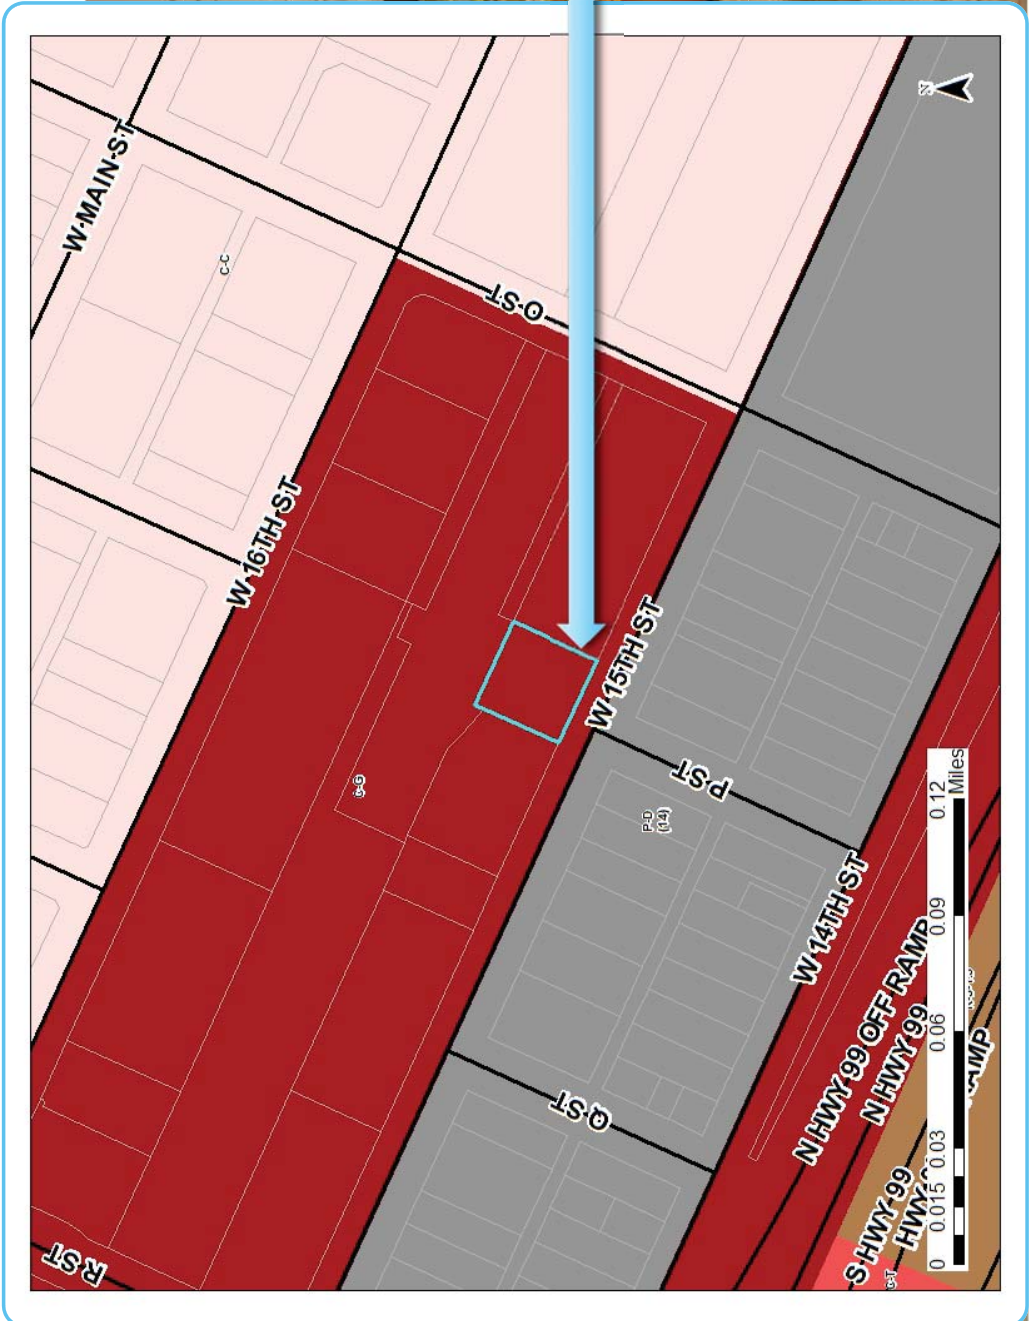 N
W MAIN ST
C-C
O ST
W 16TH ST
W 15TH ST
C-G
P ST
P-D
(14)
W 14TH ST
N HWY 99 OFF RAMP
N HWY 99
Q ST
R ST
S HWY 99
HWY
RAMP
C-T
0 0.015 0.03 0.06 0.09 0.12
Miles